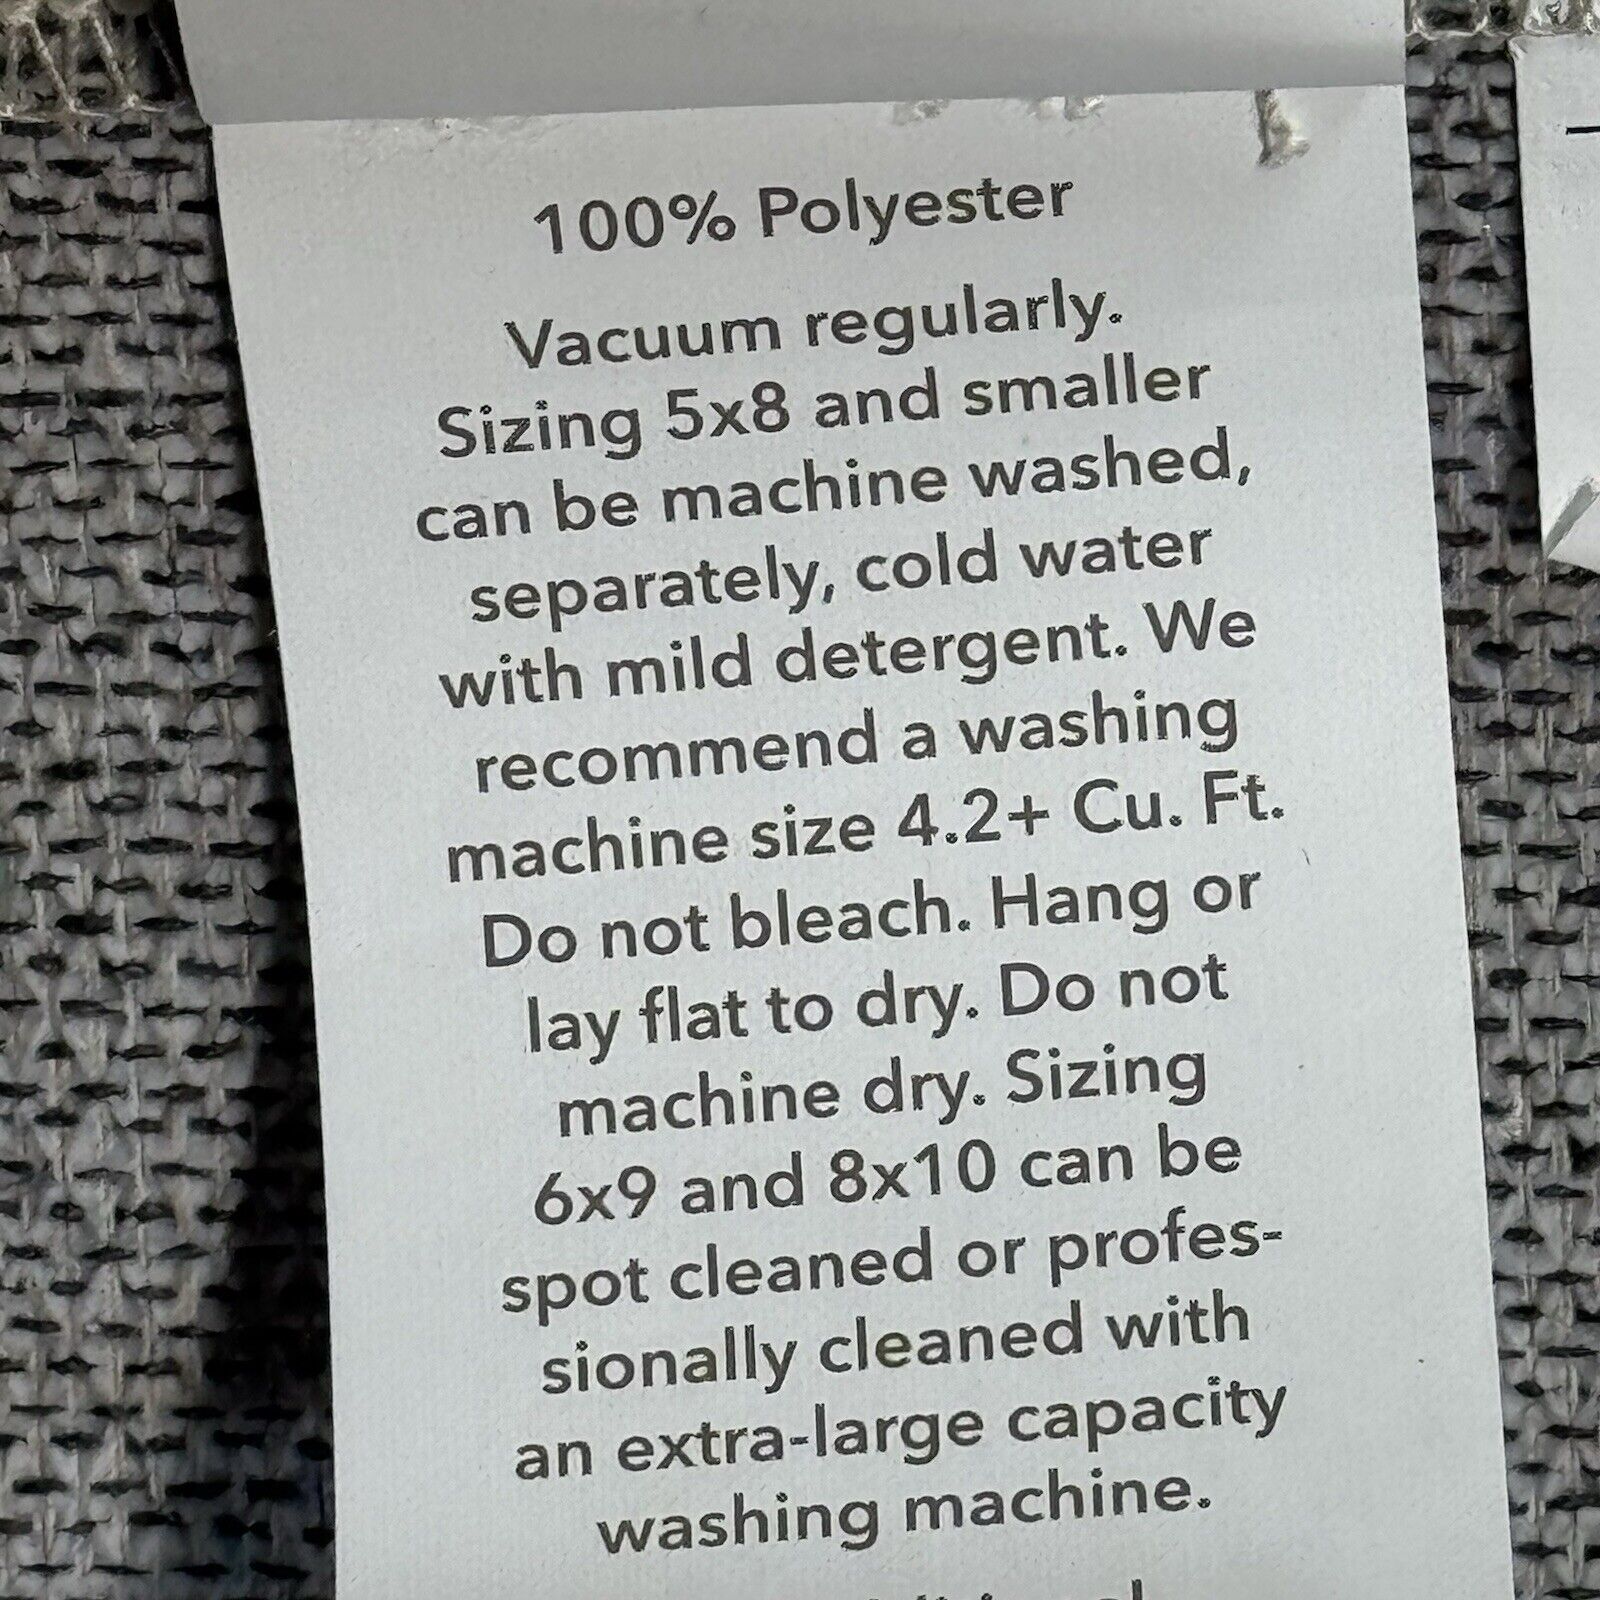 100% Polyester
Vacuum regularly.
Sizing 5x8 and smaller
can be machine washed,
separately, cold water
with mild detergent. We
recommend a washing
machine size 4.2+ Cu. Ft.
Do not bleach. Hang or
lay flat to dry. Do not
machine dry. Sizing
6x9 and 8x10 can be
spot cleaned or profes-
sionally cleaned with
an extra-large capacity
washing machine.